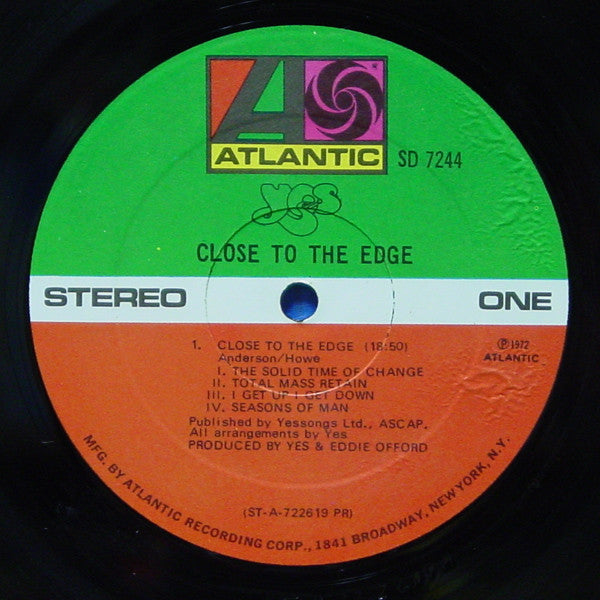 ATLANTIC
SD 7244
yes
CLOSE TO THE EDGE
STEREO
ONE
1. CLOSE TO THE EDGE (18:50)
Anderson/Howe
I. THE SOLID TIME OF CHANGE
II. TOTAL MASS RETAIN
III. I GET UP I GET DOWN
IV. SEASONS OF MAN
Published by Yessongs Ltd., ASCAP.
All arrangements by Yes
PRODUCED BY YES & EDDIE OFFORD
Ⓟ1972
ATLANTIC
(ST-A-722619 PR)
MFG. BY ATLANTIC RECORDING CORP., 1841 BROADWAY, NEW YORK, N.Y.